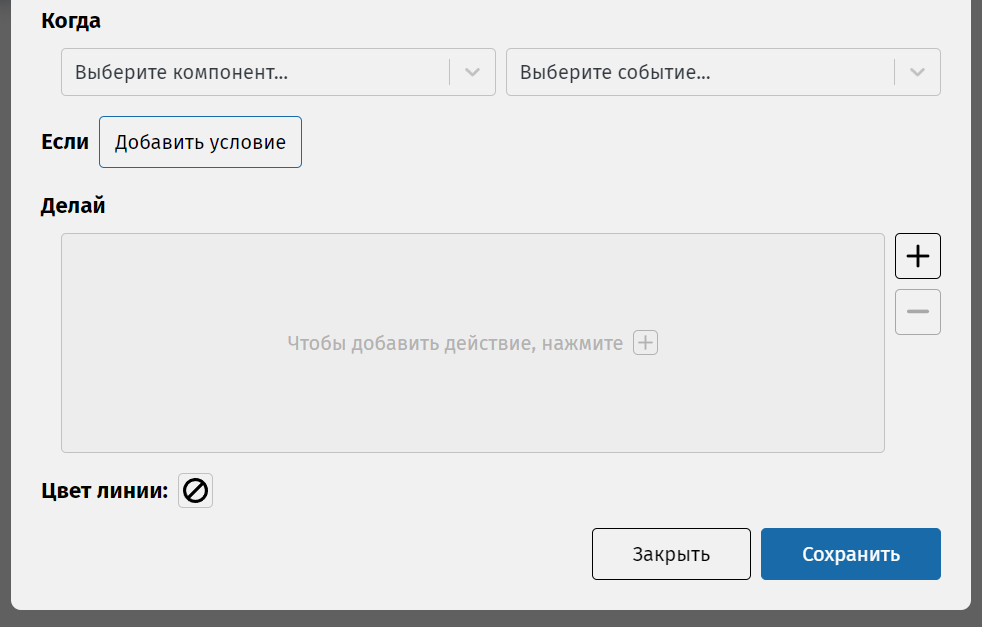 Когда
Выберите компонент... Выберите событие...
Если Добавить условие
Делай
Чтобы добавить действие, нажмите
Цвет линии:
Закрыть Сохранить